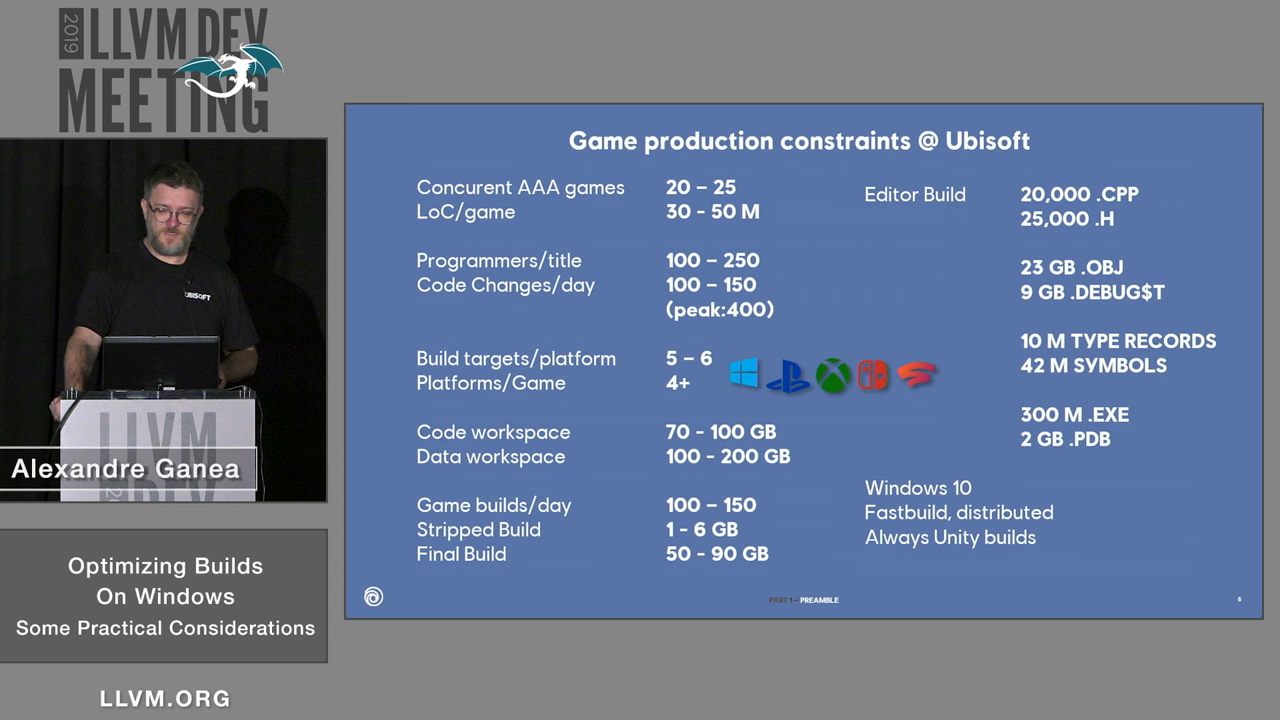 2019
LLVM DEV
MEETING
UBISOFT
LLVM
Alexandre Ganea
Optimizing Builds
On Windows
Some Practical Considerations
LLVM.ORG
Game production constraints @ Ubisoft
Concurent AAA games 20 – 25
LoC/game 30 - 50 M
Programmers/title 100 – 250
Code Changes/day 100 – 150
(peak:400)
Build targets/platform 5 – 6
Platforms/Game 4+
Code workspace 70 - 100 GB
Data workspace 100 - 200 GB
Game builds/day 100 – 150
Stripped Build 1 - 6 GB
Final Build 50 - 90 GB
Editor Build 20,000 .CPP
25,000 .H
23 GB .OBJ
9 GB .DEBUG$T
10 M TYPE RECORDS
42 M SYMBOLS
300 M .EXE
2 GB .PDB
Windows 10
Fastbuild, distributed
Always Unity builds
PART 1 – PREAMBLE
5